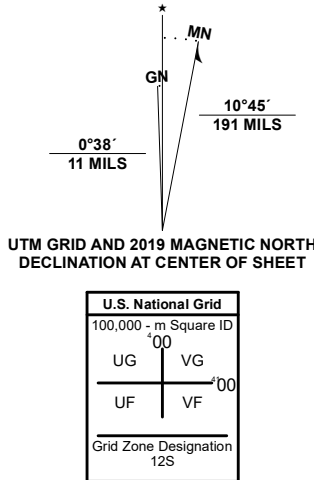 ★
MN
GN
10°45´
191 MILS
0°38´
11 MILS
UTM GRID AND 2019 MAGNETIC NORTH
DECLINATION AT CENTER OF SHEET
U.S. National Grid
100,000 - m Square ID
⁴00
UG VG
⁴¹00
UF VF
Grid Zone Designation
12S